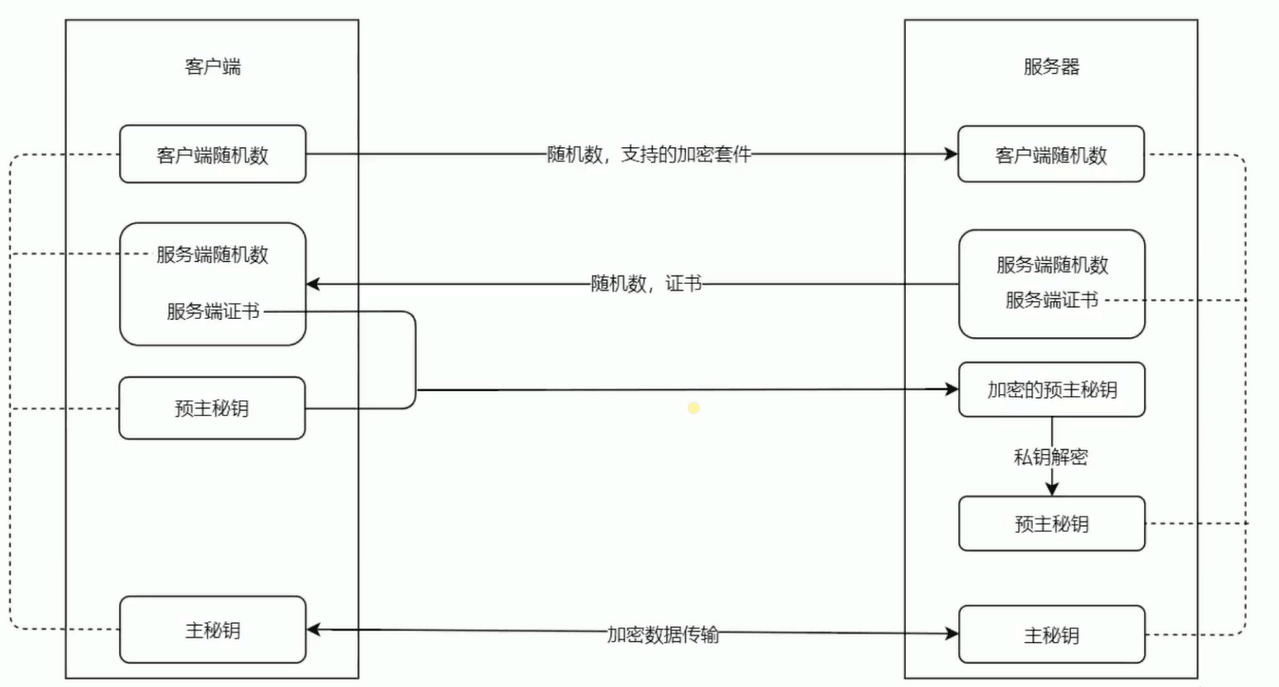 客户端
服务器
客户端随机数
随机数，支持的加密套件
客户端随机数
服务端随机数
服务端证书
随机数，证书
服务端随机数
服务端证书
预主秘钥
加密的预主秘钥
私钥解密
预主秘钥
主秘钥
加密数据传输
主秘钥